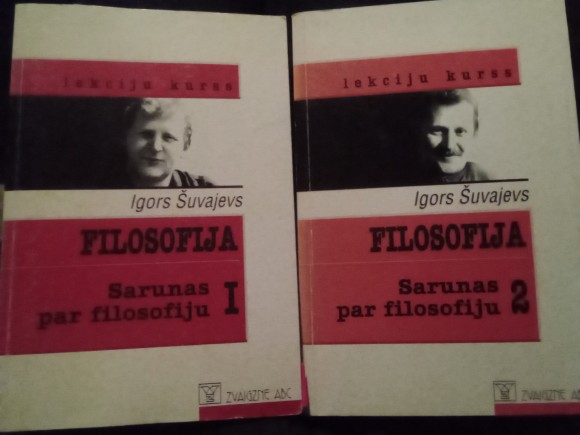 lekciju kurss
Igors Šuvajevs
FILOSOFIJA
Sarunas
par filosofiju I
ZVAIGZNE ABC
lekciju kurss
Igors Šuvajevs
FILOSOFIJA
Sarunas
par filosofiju 2
ZVAIGZNE ABC